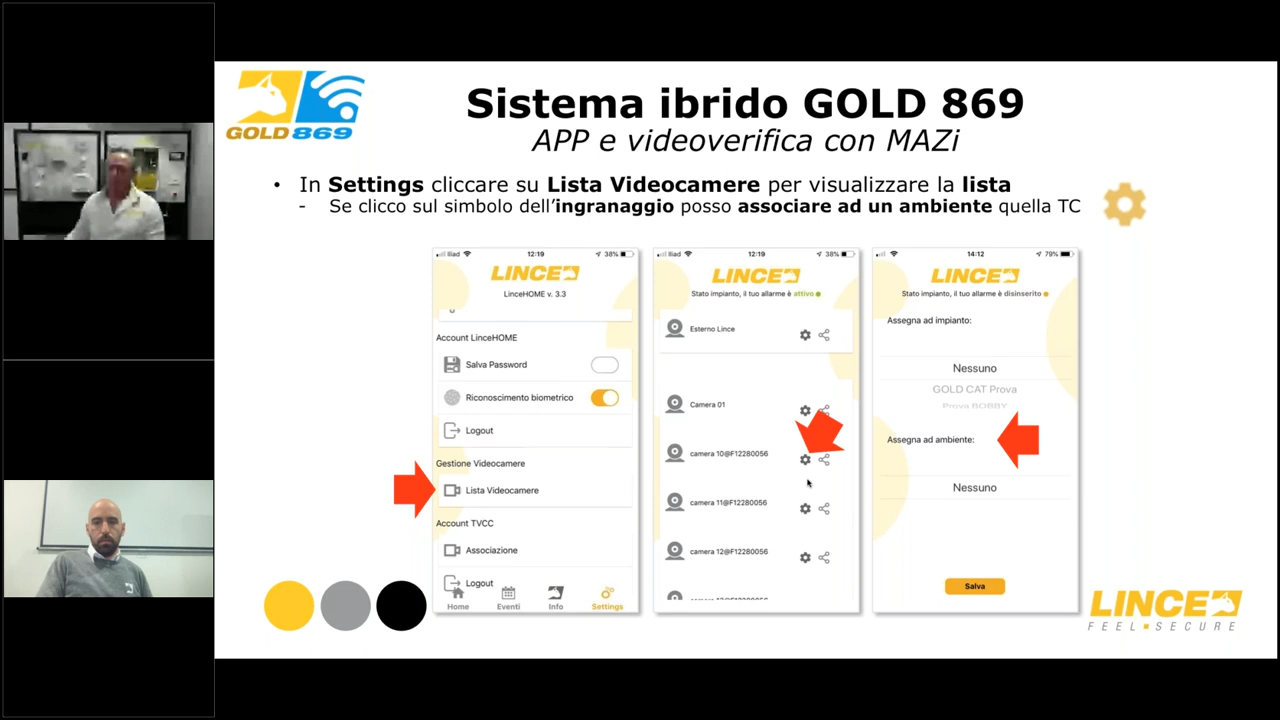 GOLD 869
Sistema ibrido GOLD 869
APP e videoverifica con MAZi
• In Settings cliccare su Lista Videocamere per visualizzare la lista
- Se clicco sul simbolo dell'ingranaggio posso associare ad un ambiente quella TC
Iliad 12:19 38%
LINCE
LinceHOME v. 3.3
Account LinceHOME
Salva Password
Riconoscimento biometrico
Logout
Gestione Videocamere
Lista Videocamere
Account TVCC
Associazione
Logout
Home Eventi Info Settings
Iliad 12:19 38%
LINCE
Stato impianto, il tuo allarme è attivo
Esterno Lince
Camera 01
camera 10@F12280056
camera 11@F12280056
camera 12@F12280056
14:12 79%
LINCE
Stato impianto, il tuo allarme è disinserito
Assegna ad impianto:
Nessuno
GOLD CAT Prova
Prova BOBBY
Assegna ad ambiente:
Nessuno
Salva
LINCE
FEEL SECURE